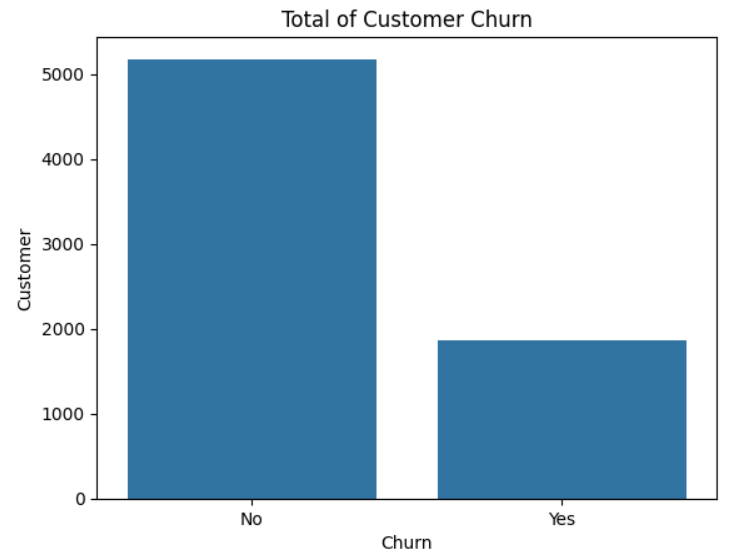 Total of Customer Churn
Customer
5000
4000
3000
2000
1000
0
No
Yes
Churn